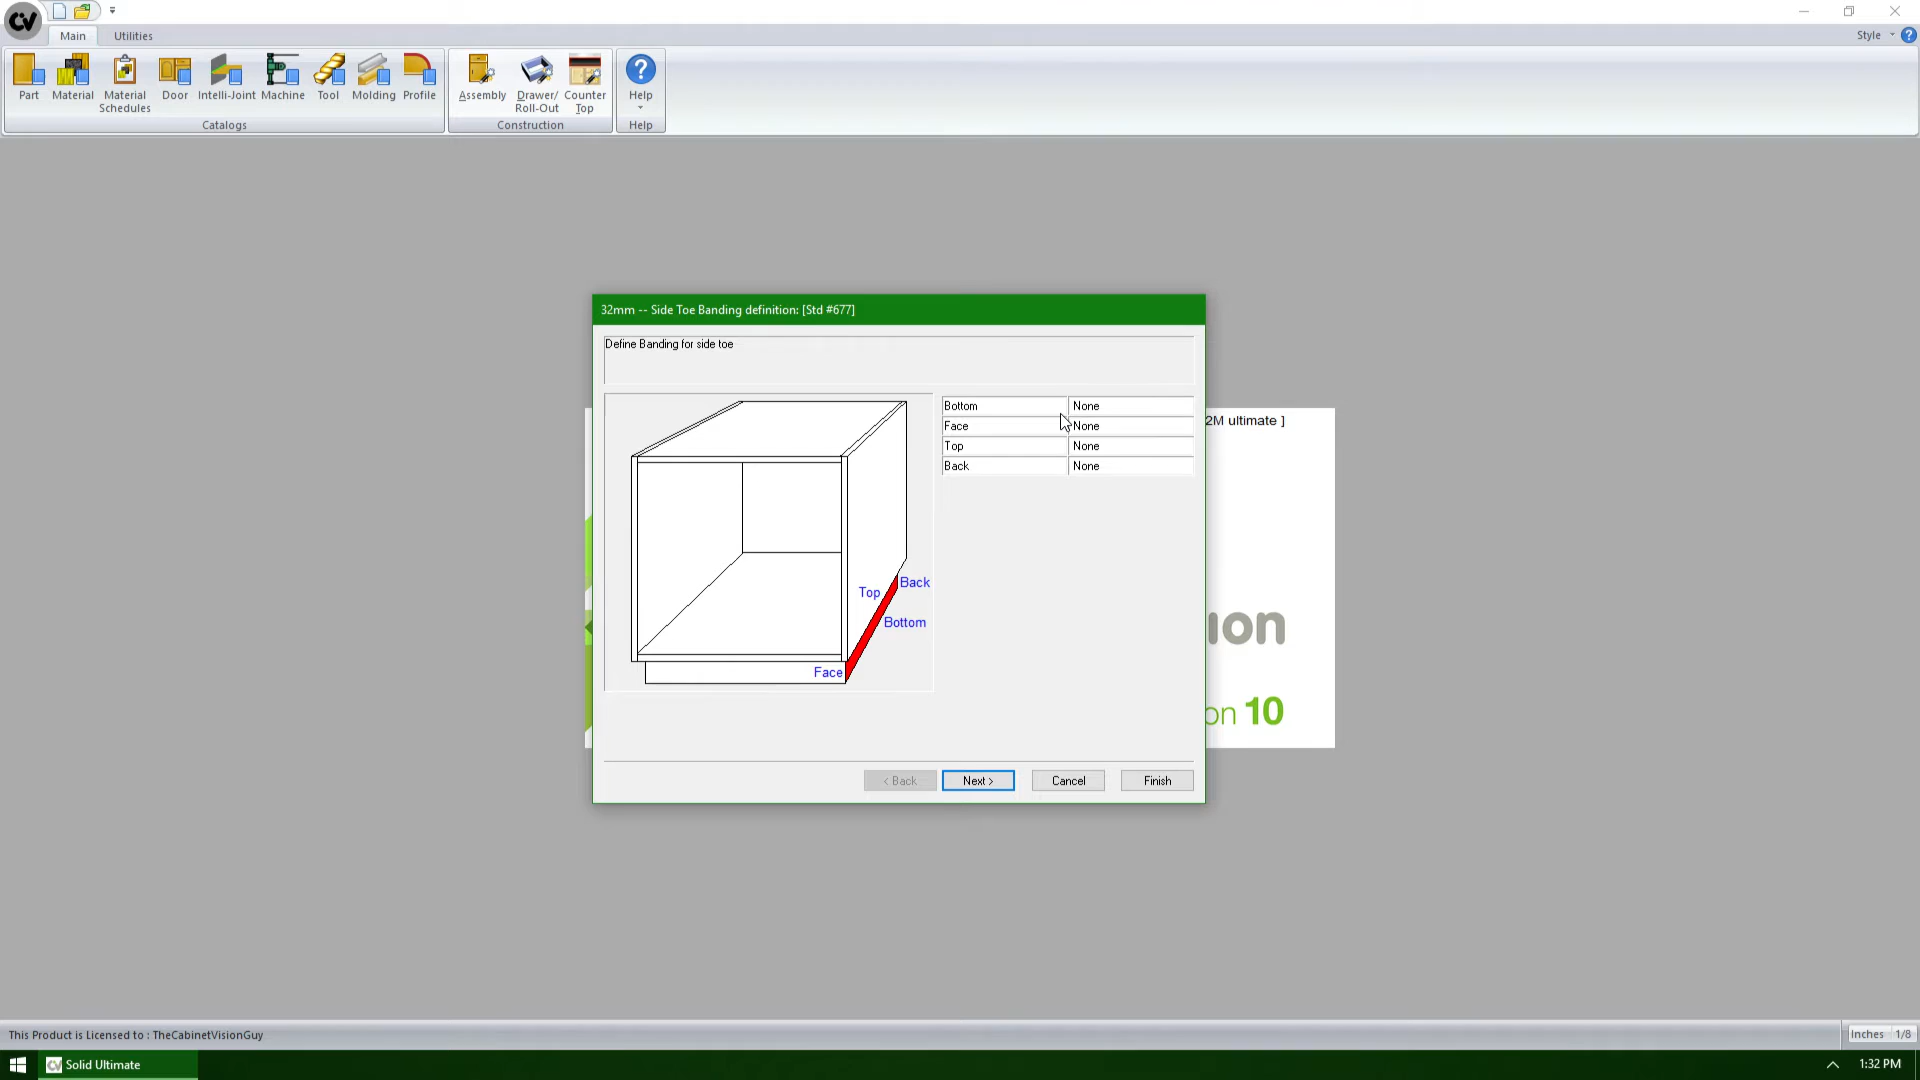 CV
Main
Utilities
Style
?
Part
Material
Material
Schedules
Door
Intelli-Joint
Machine
Tool
Molding
Profile
Catalogs
Assembly
Drawer/
Roll-Out
Counter
Top
Construction
?
Help
Help
32mm -- Side Toe Banding definition: [Std #677]
Define Banding for side toe
Bottom None
Face None
Top None
Back None
2M ultimate ]
Back
Top
Bottom
Face
ion
on 10
< Back
Next >
Cancel
Finish
This Product is Licensed to : TheCabinetVisionGuy
Inches 1/8
CV Solid Ultimate
1:32 PM